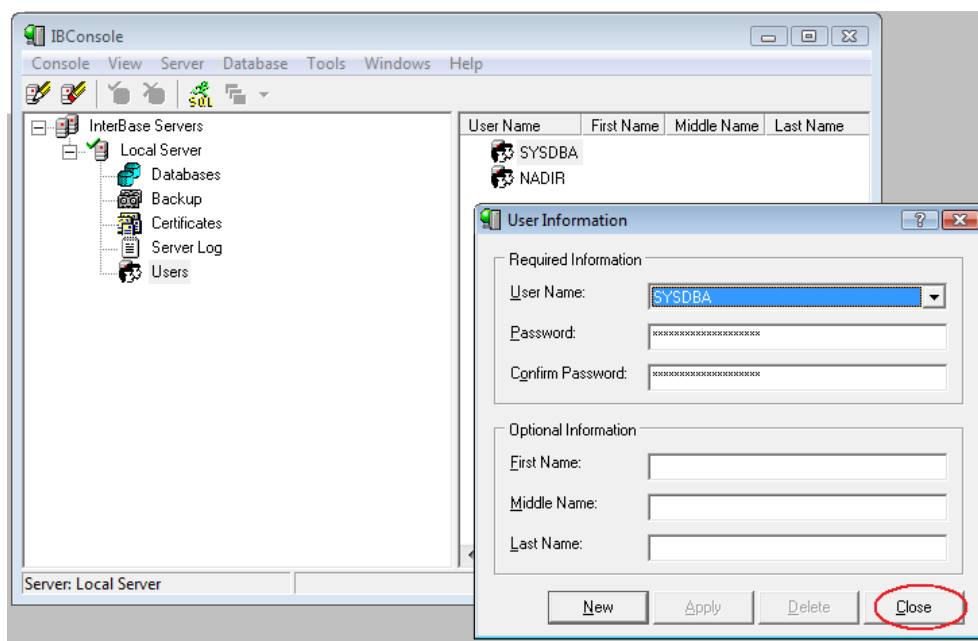 IBConsole
Console View Server Database Tools Windows Help
SQL
InterBase Servers
Local Server
Databases
Backup
Certificates
Server Log
Users
User Name First Name Middle Name Last Name
SYSDBA
NADIR
User Information
Required Information
User Name: SYSDBA
Password: ********************
Confirm Password: ********************
Optional Information
First Name:
Middle Name:
Last Name:
New Apply Delete Close
Server: Local Server